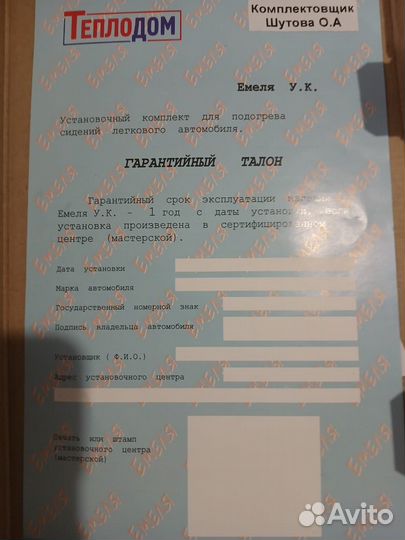 ТЕПЛОДОМ
Комплектовщик
Шутова О.А
Емеля У.К.
Установочный комплект для подогрева
сидений легкового автомобиля.
ГАРАНТИЙНЫЙ ТАЛОН
Гарантийный срок эксплуатации
Емеля У.К. - 1 год с даты установки, если
установка произведена в сертифицированном
центре (мастерской).
Дата установки
Марка автомобиля
Государственный номерной знак
Подпись владельца автомобиля
Установщик ( Ф.И.О.)
Адрес установочного центра
Печать или штамп
установочного центра
(мастерской)
Avito